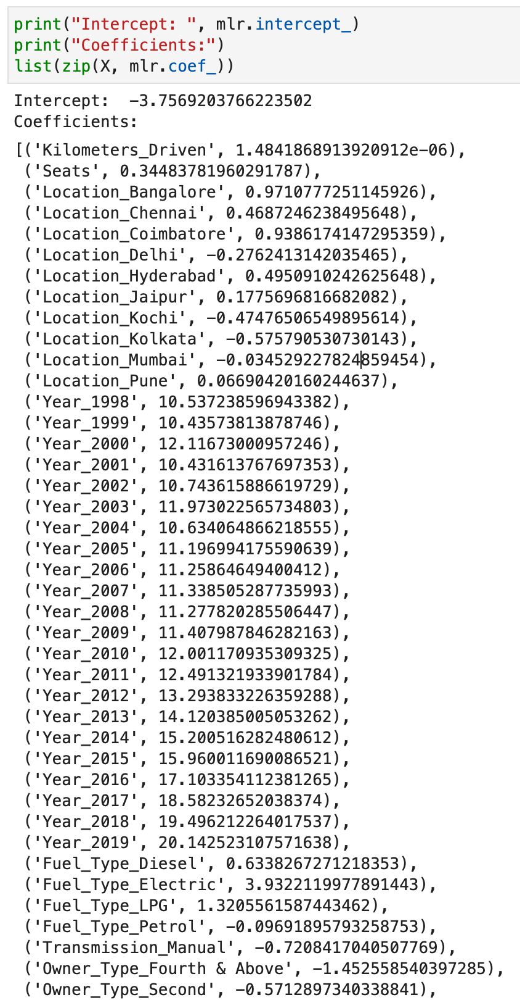 print("Intercept: ", mlr.intercept_)
print("Coefficients:")
list(zip(X, mlr.coef_))
Intercept:  -3.7569203766223502
Coefficients:
[('Kilometers_Driven', 1.4841868913920912e-06),
('Seats', 0.34483781960291787),
('Location_Bangalore', 0.9710777251145926),
('Location_Chennai', 0.4687246238495648),
('Location_Coimbatore', 0.9386174147295359),
('Location_Delhi', -0.2762413142035465),
('Location_Hyderabad', 0.4950910242625648),
('Location_Jaipur', 0.1775696816682082),
('Location_Kochi', -0.47476506549895614),
('Location_Kolkata', -0.575790530730143),
('Location_Mumbai', -0.034529227824859454),
('Location_Pune', 0.06690420160244637),
('Year_1998', 10.537238596943382),
('Year_1999', 10.43573813878746),
('Year_2000', 12.11673000957246),
('Year_2001', 10.431613767697353),
('Year_2002', 10.743615886619729),
('Year_2003', 11.973022565734803),
('Year_2004', 10.634064866218555),
('Year_2005', 11.196994175590639),
('Year_2006', 11.25864649400412),
('Year_2007', 11.338505287735993),
('Year_2008', 11.277820285506447),
('Year_2009', 11.407987846282163),
('Year_2010', 12.001170935309325),
('Year_2011', 12.491321933901784),
('Year_2012', 13.293833226359288),
('Year_2013', 14.120385005053262),
('Year_2014', 15.200516282480612),
('Year_2015', 15.960011690086521),
('Year_2016', 17.103354112381265),
('Year_2017', 18.58232652038374),
('Year_2018', 19.496212264017537),
('Year_2019', 20.142523107571638),
('Fuel_Type_Diesel', 0.6338267271218353),
('Fuel_Type_Electric', 3.9322119977891443),
('Fuel_Type_LPG', 1.3205561587443462),
('Fuel_Type_Petrol', -0.09691895793258753),
('Transmission_Manual', -0.7208417040507769),
('Owner_Type_Fourth & Above', -1.452558540397285),
('Owner_Type_Second', -0.5712897340338841),